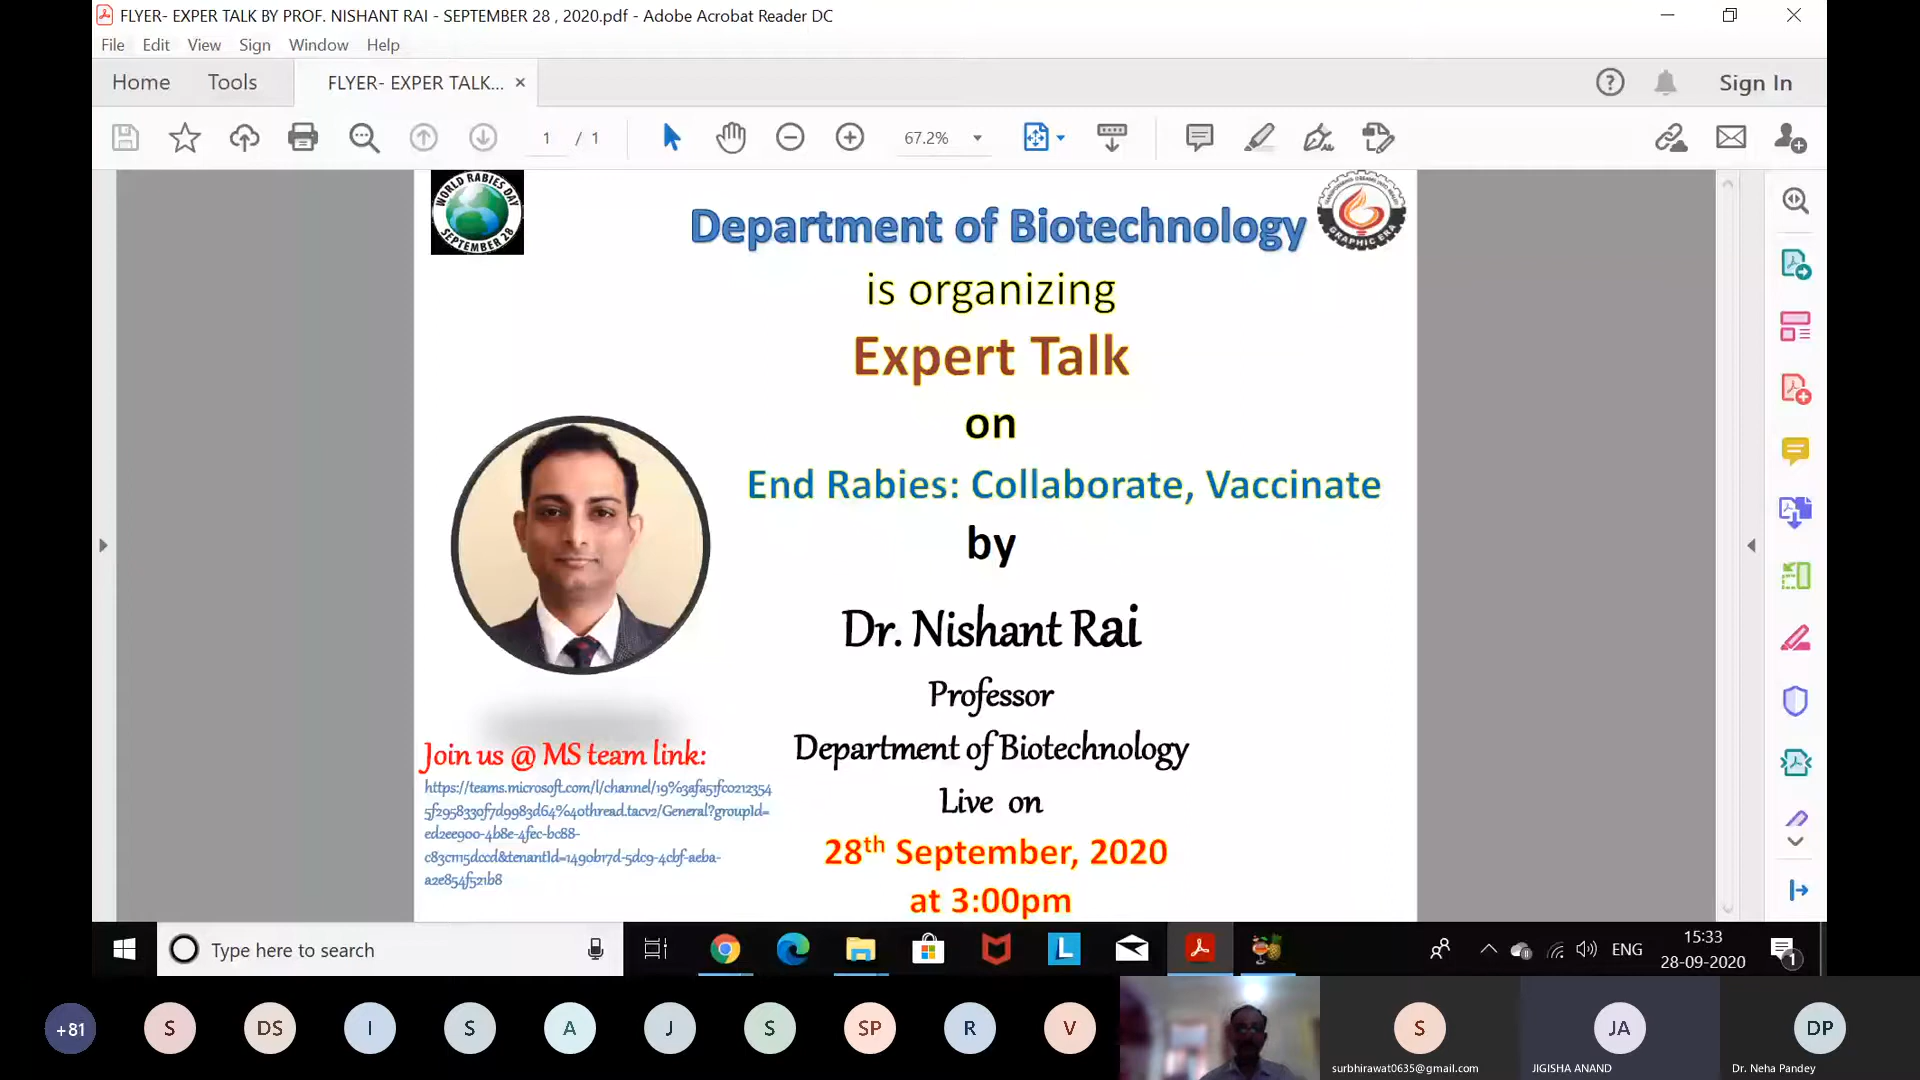 FLYER- EXPER TALK BY PROF. NISHANT RAI - SEPTEMBER 28 , 2020.pdf - Adobe Acrobat Reader DC
File Edit View Sign Window Help
Home Tools FLYER- EXPER TALK... × Sign In
1 / 1 67.2%
WORLD RABIES DAY
SEPTEMBER 28
GRAPHIC ERA
Department of Biotechnology
is organizing
Expert Talk
on
End Rabies: Collaborate, Vaccinate
by
Dr. Nishant Rai
Professor
Department of Biotechnology
Live on
28th September, 2020
at 3:00pm
Join us @ MS team link:
https://teams.microsoft.com/l/channel/19%3afa51fc0212354
5f2958330f7d9983d64%40thread.tacv2/General?groupId=
ed2ee900-4b8e-4fec-bc88-
c83c1115dccd&tenantId=1490b17d-5dc9-4cbf-aeba-
a2e854f521b8
Type here to search
ENG
15:33
28-09-2020
1
+81 S DS I S A J S SP R V S JA DP
surbhirawat0635@gmail.com JIGISHA ANAND Dr. Neha Pandey